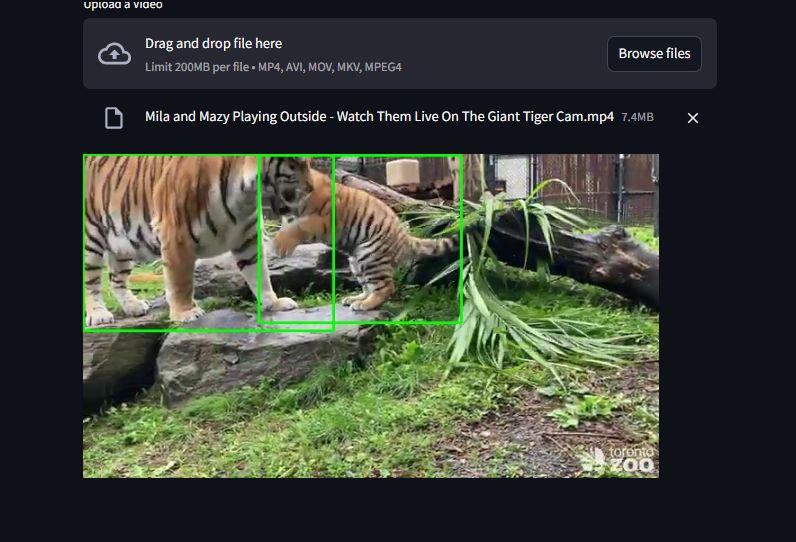 Upload a video
Drag and drop file here
Limit 200MB per file • MP4, AVI, MOV, MKV, MPEG4
Browse files
Mila and Mazy Playing Outside - Watch Them Live On The Giant Tiger Cam.mp4 7.4MB
toronto
ZOO